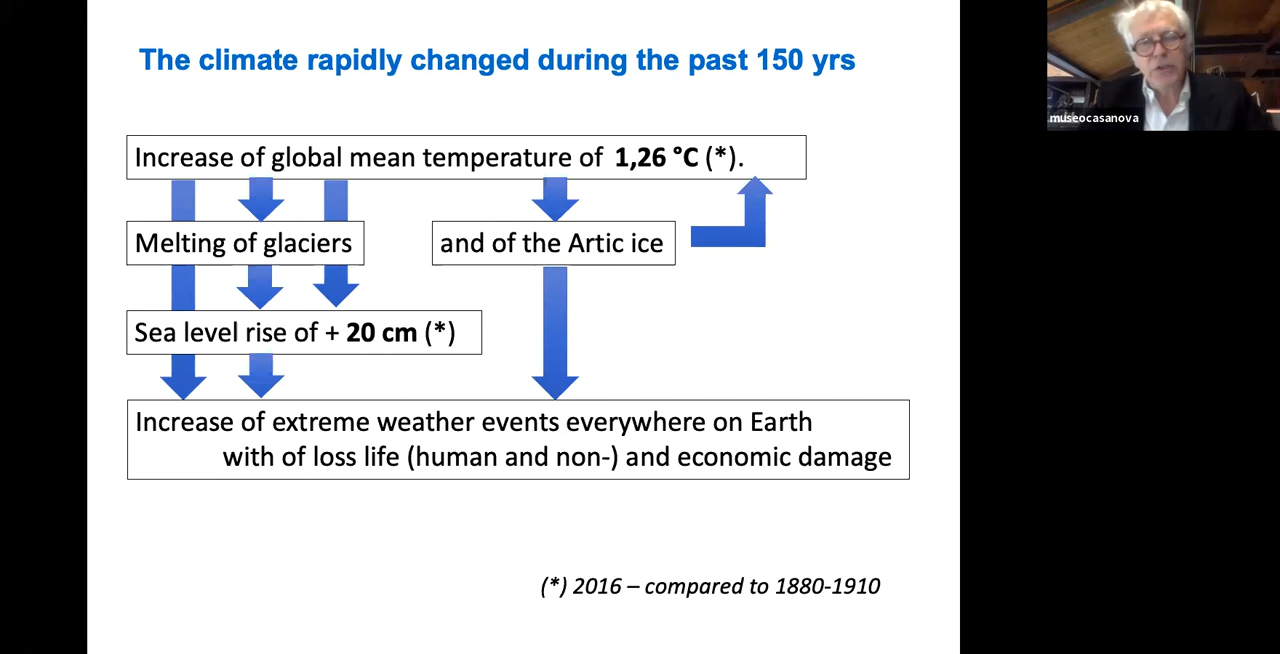 The climate rapidly changed during the past 150 yrs
museocasanova
Increase of global mean temperature of 1,26 °C (*).
Melting of glaciers
and of the Artic ice
Sea level rise of + 20 cm (*)
Increase of extreme weather events everywhere on Earth
with of loss life (human and non-) and economic damage
(*) 2016 – compared to 1880-1910